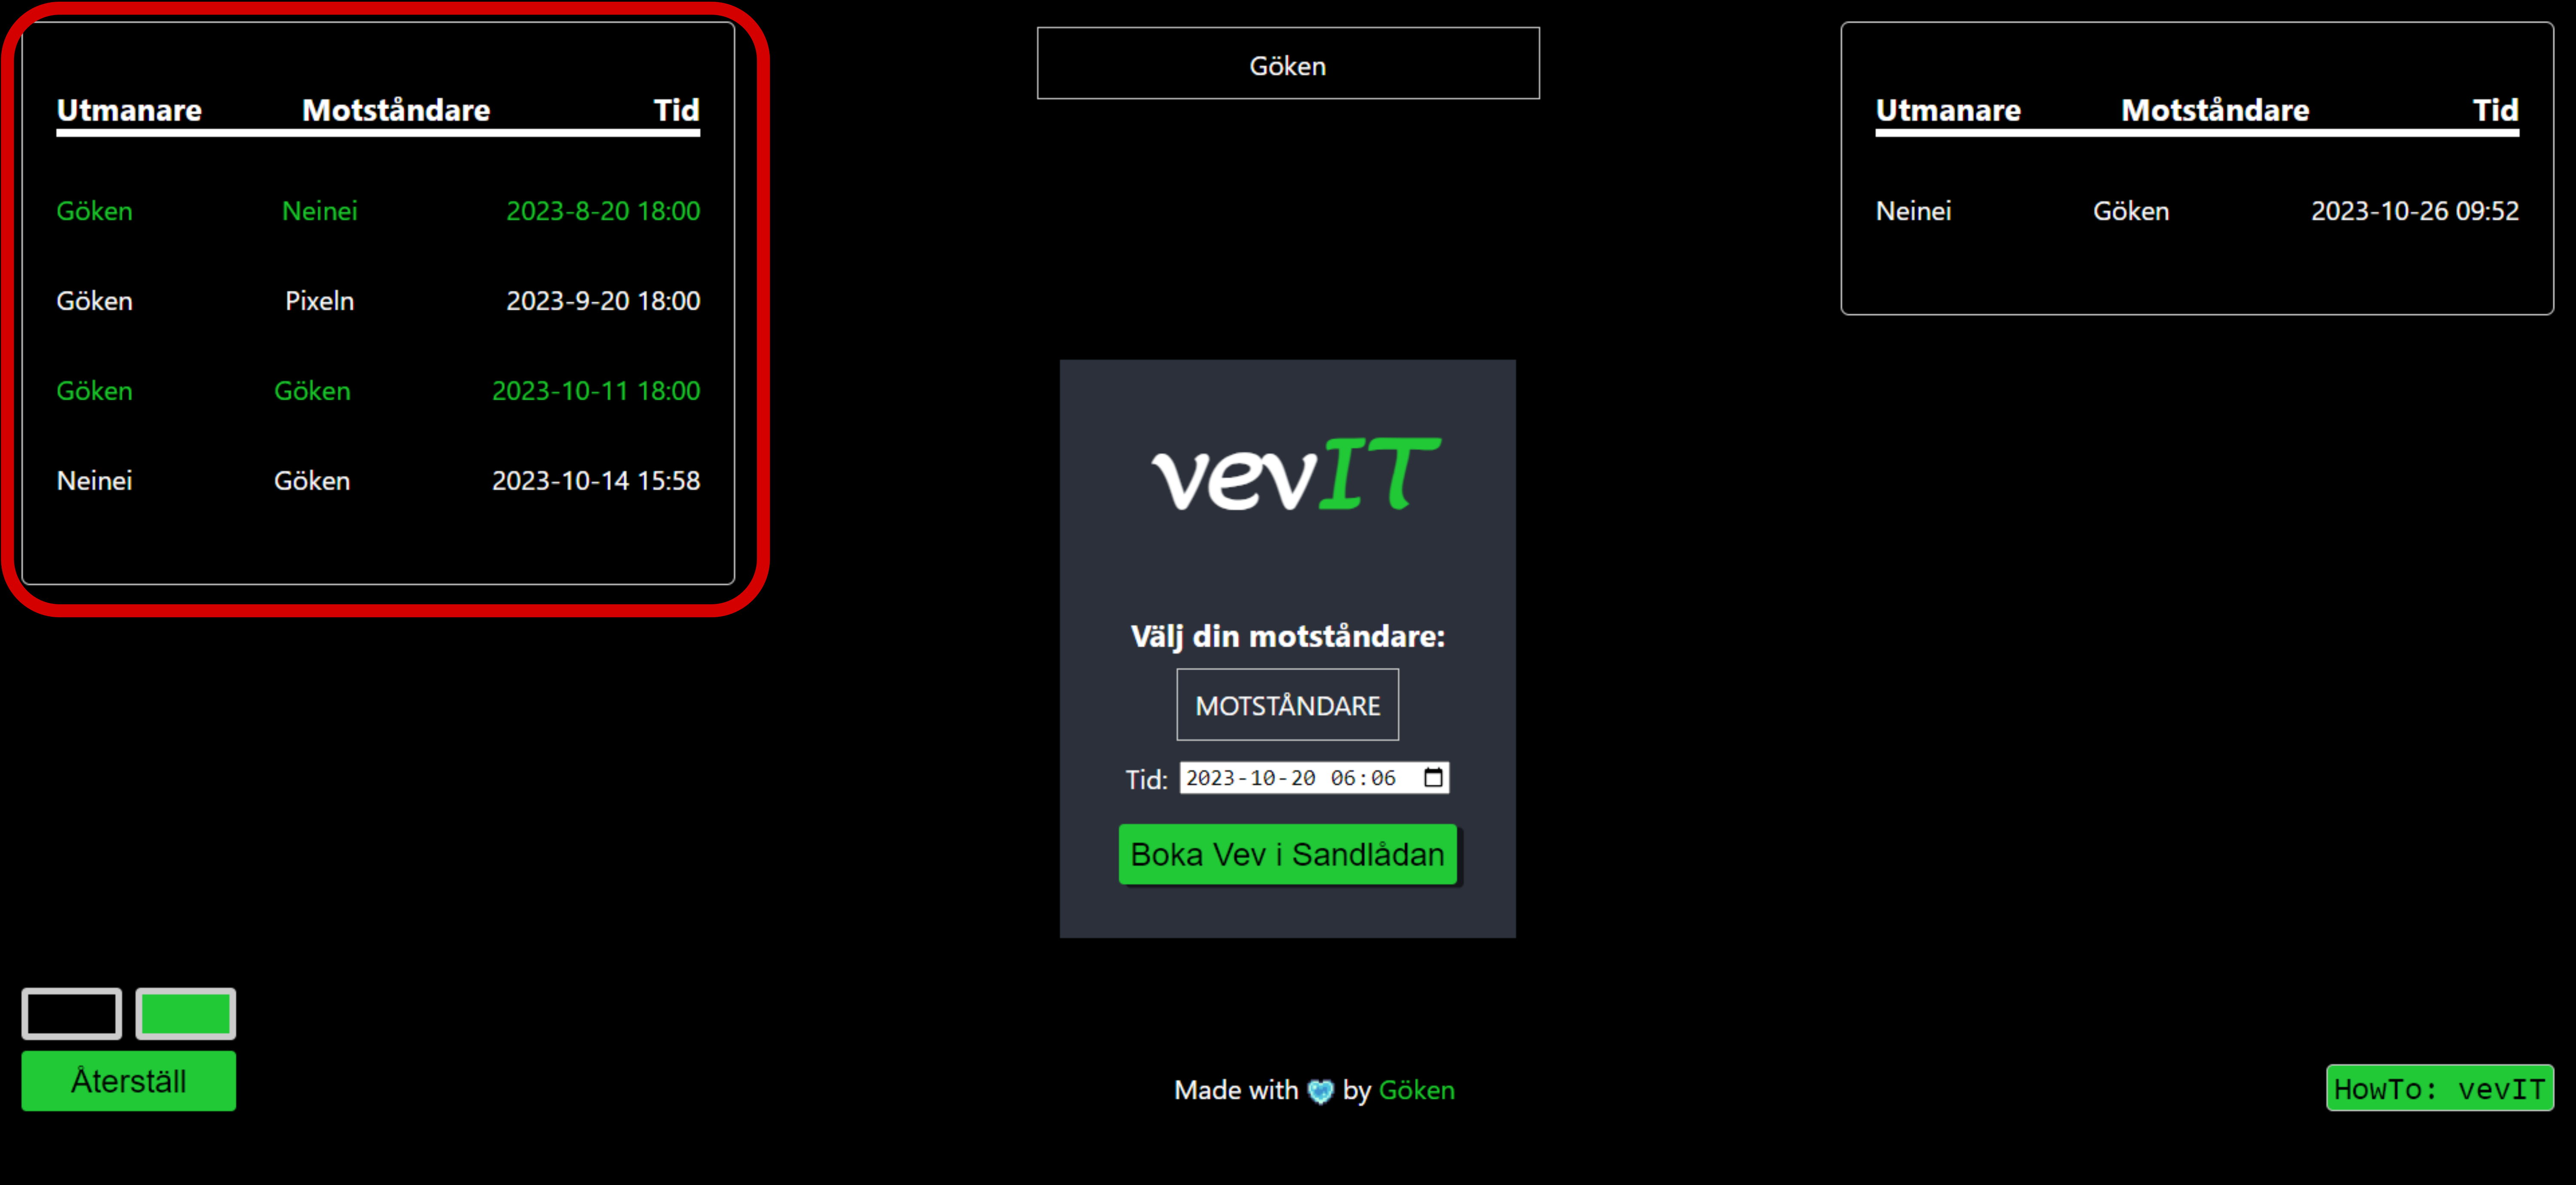 Utmanare Motståndare Tid
Göken Neinei 2023-8-20 18:00
Göken Pixeln 2023-9-20 18:00
Göken Göken 2023-10-11 18:00
Neinei Göken 2023-10-14 15:58
Göken
vevIT
Välj din motståndare:
MOTSTÅNDARE
Tid: 2023-10-20 06:06
Boka Vev i Sandlådan
Utmanare Motståndare Tid
Neinei Göken 2023-10-26 09:52
Återställ
Made with 💙 by Göken
HowTo: vevIT